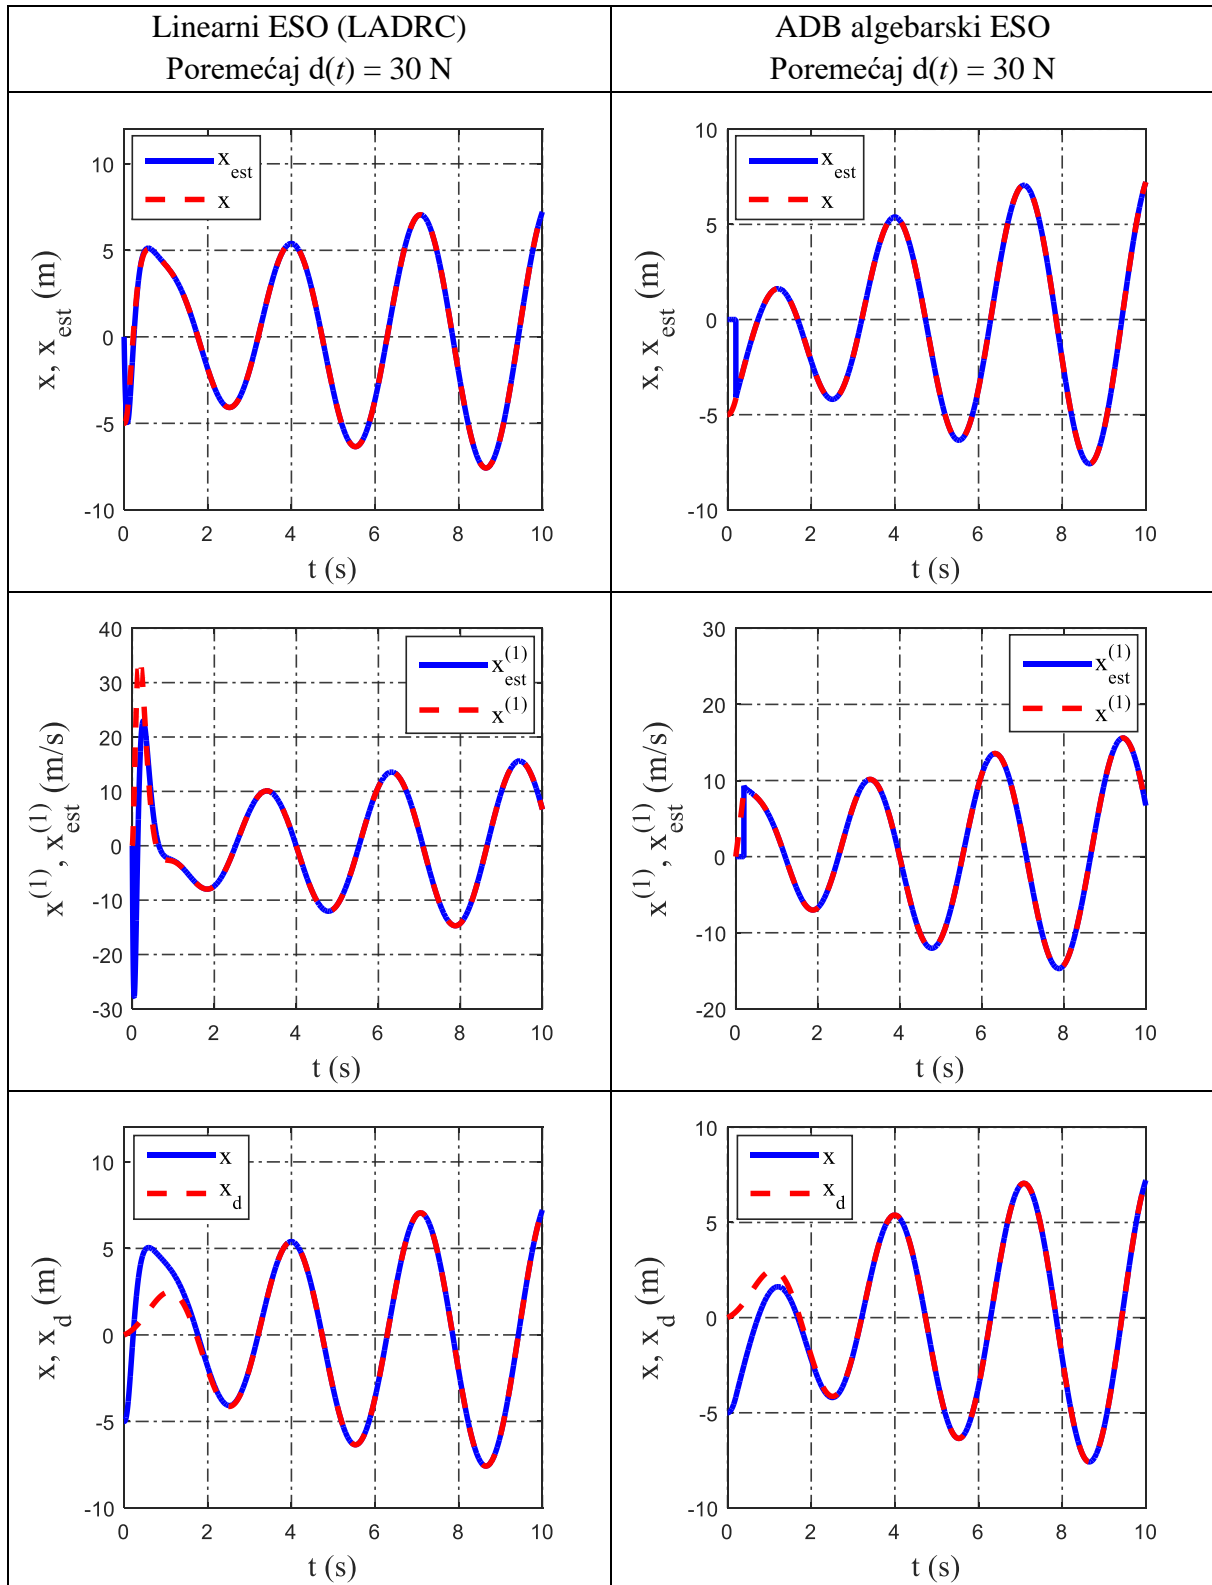 Linearni ESO (LADRC)
Poremećaj d(t) = 30 N
ADB algebarski ESO
Poremećaj d(t) = 30 N
x, x_est (m)
10
5
0
-5
-10
x_est
x
0 2 4 6 8 10
t (s)
x, x_est (m)
10
5
0
-5
-10
x_est
x
0 2 4 6 8 10
t (s)
x^(1), x_est^(1) (m/s)
40
30
20
10
0
-10
-20
-30
x_est^(1)
x^(1)
0 2 4 6 8 10
t (s)
x^(1), x_est^(1) (m/s)
30
20
10
0
-10
-20
x_est^(1)
x^(1)
0 2 4 6 8 10
t (s)
x, x_d (m)
10
5
0
-5
-10
x
x_d
0 2 4 6 8 10
t (s)
x, x_d (m)
10
5
0
-5
-10
x
x_d
0 2 4 6 8 10
t (s)